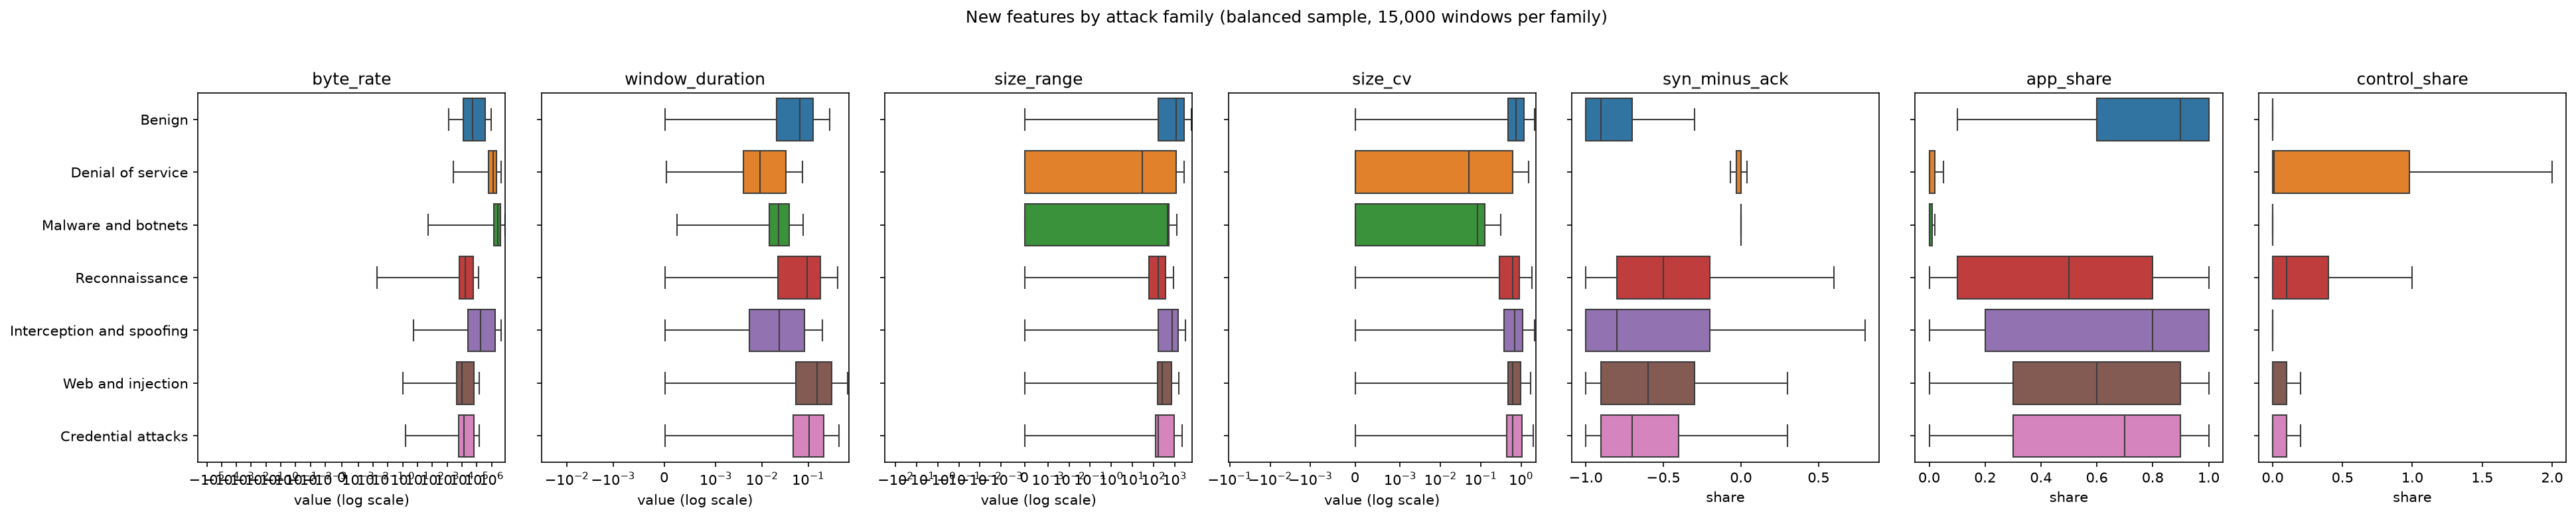 New features by attack family (balanced sample, 15,000 windows per family)
byte_rate
window_duration
size_range
size_cv
syn_minus_ack
app_share
control_share
Benign
Denial of service
Malware and botnets
Reconnaissance
Interception and spoofing
Web and injection
Credential attacks
−10⁻² −10⁻³ 0 10⁻³ 10⁻² 10⁻¹
−10⁻¹ −10⁻² −10⁻³ 0 10⁻³ 10⁻² 10⁻¹ 10⁰
−1.0 −0.5 0.0 0.5
0.0 0.2 0.4 0.6 0.8 1.0
0.0 0.5 1.0 1.5 2.0
value (log scale)
value (log scale)
value (log scale)
value (log scale)
share
share
share